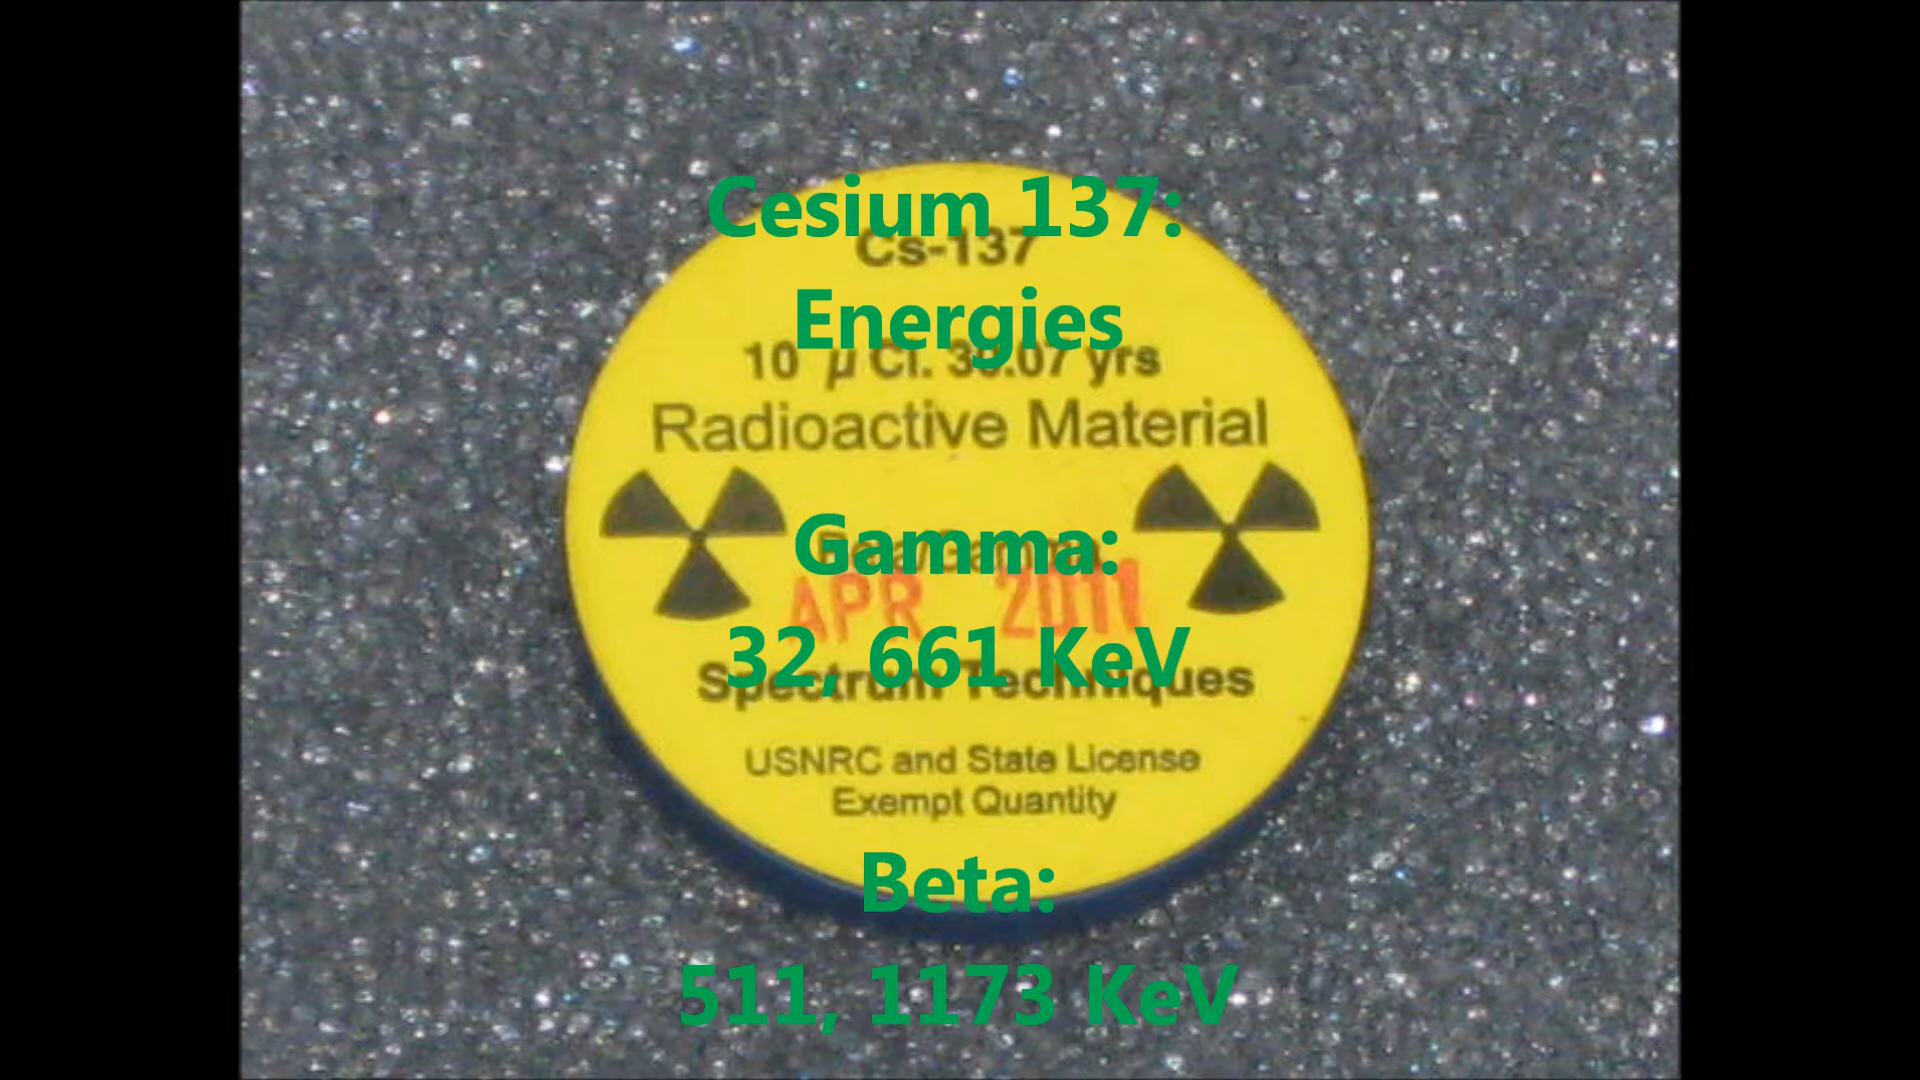 Cesium 137:
Cs-137
Energies
10 µ Ci. 30.07 yrs
Radioactive Material
Gamma:
APR 2011
32, 661 KeV
Spectrum Techniques
USNRC and State License
Exempt Quantity
Beta:
511, 1173 KeV